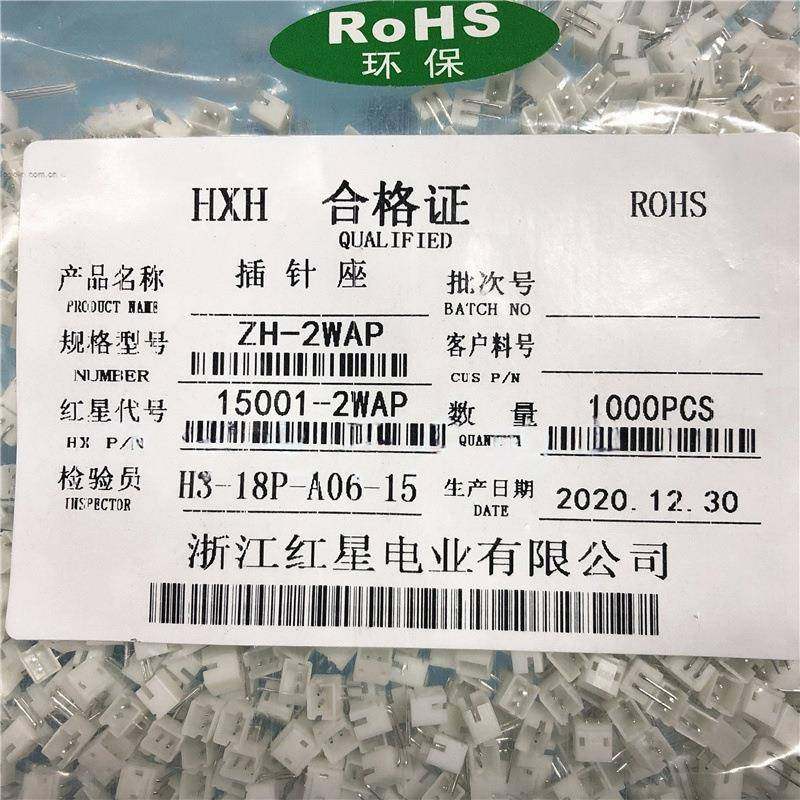 RoHS
环保
HXH 合格证 ROHS
QUALIFIED
产品名称 插针座 批次号
PRODUCT NAME BATCH NO
规格型号 ZH-2WAP 客户料号
NUMBER CUS P/N
红星代号 15001-2WAP 数 量 1000PCS
HX P/N QUANTITY
检验员 H3-18P-A06-15 生产日期 2020.12.30
INSPECTOR DATE
浙江红星电业有限公司